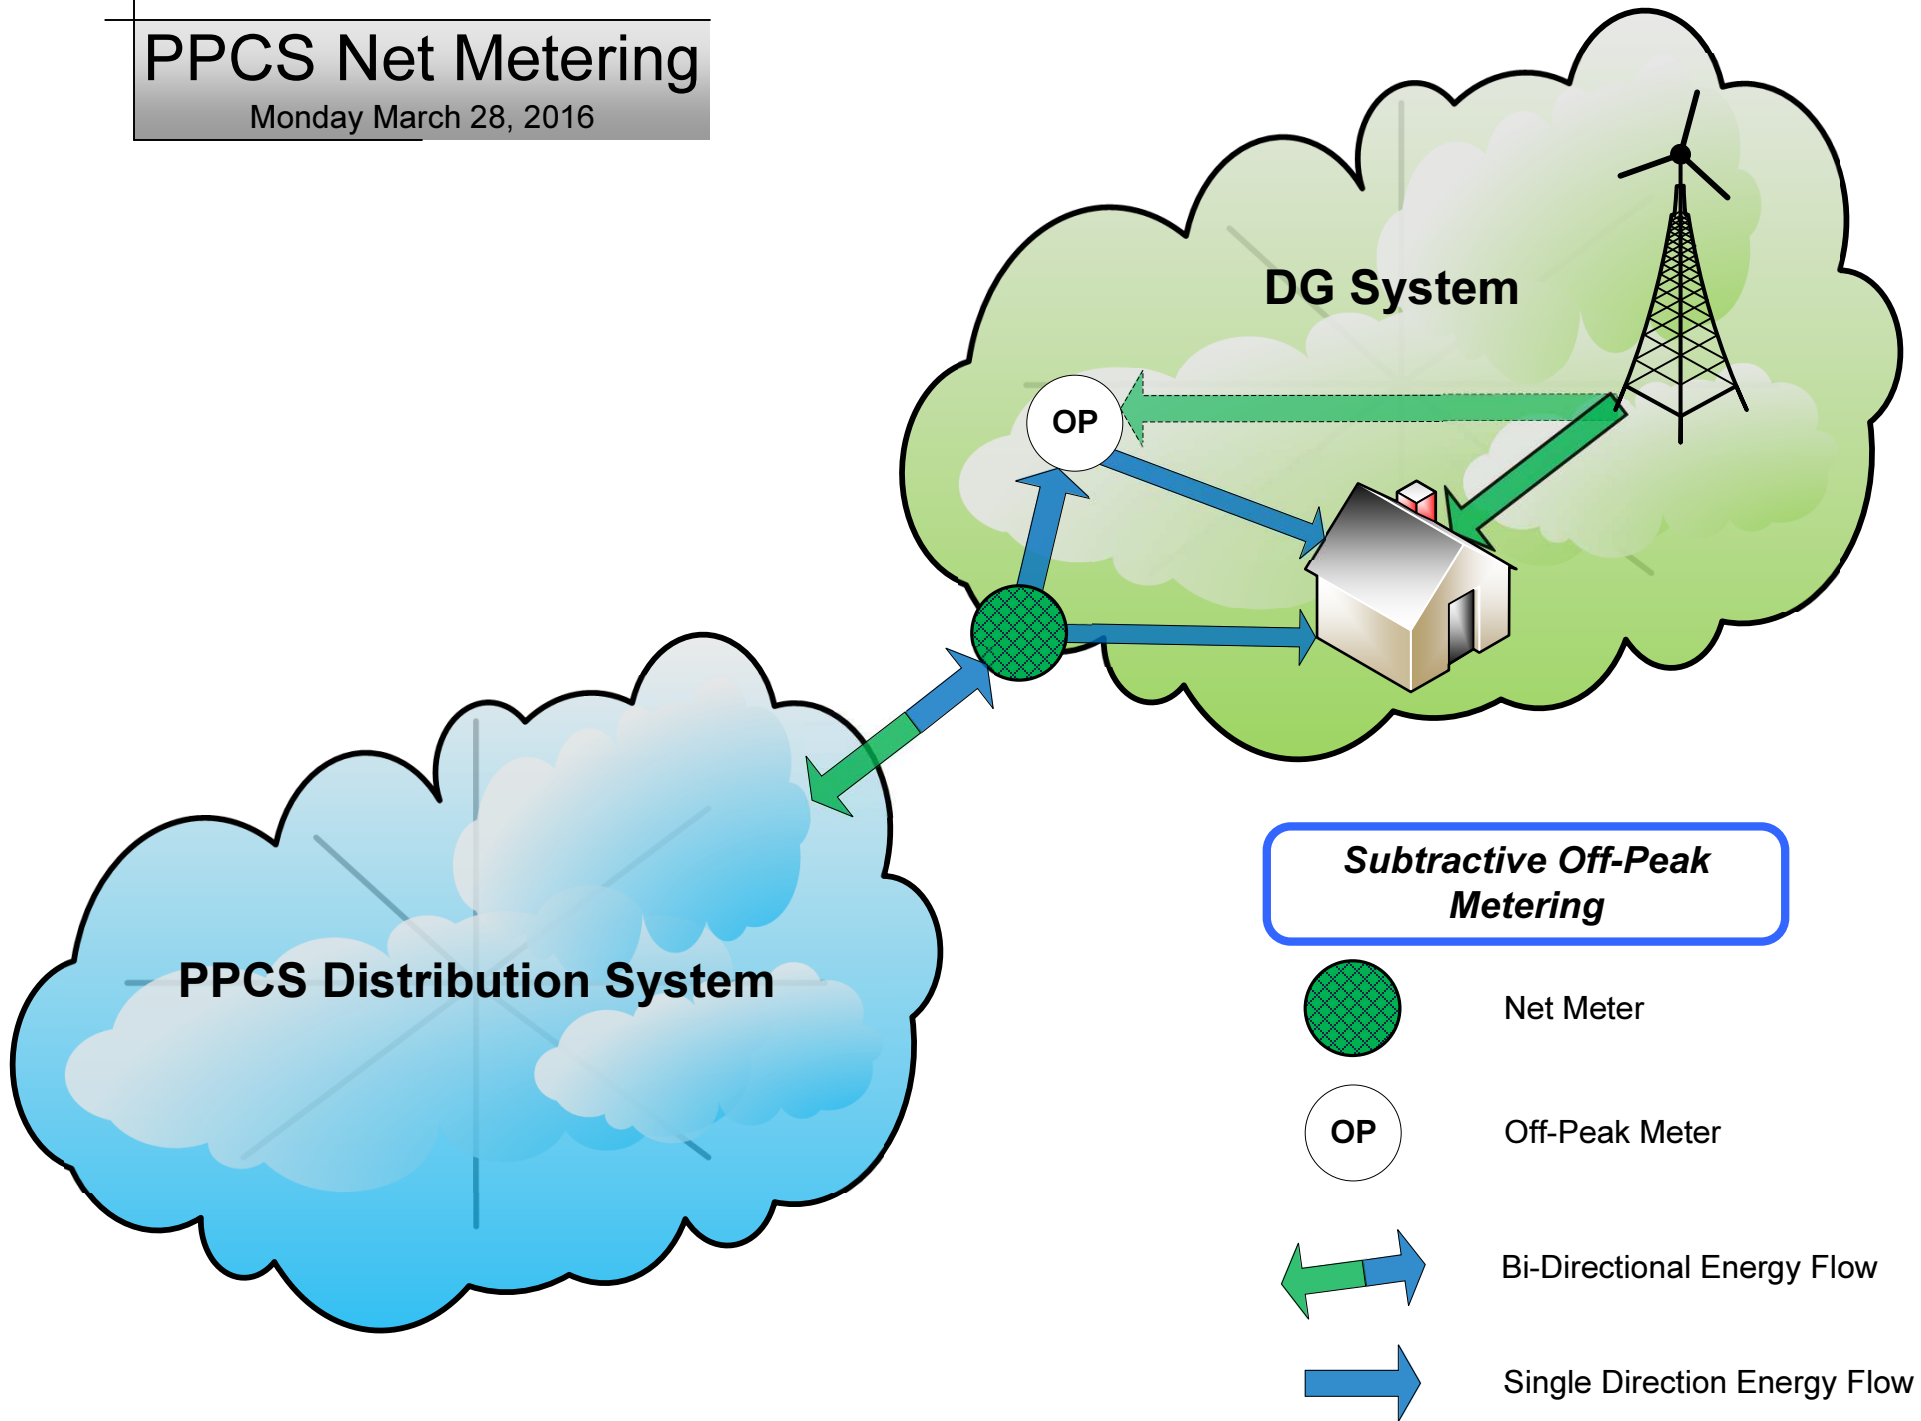 PPCS Net Metering
Monday March 28, 2016
DG System
OP
PPCS Distribution System
Subtractive Off-Peak
Metering
Net Meter
OP
Off-Peak Meter
Bi-Directional Energy Flow
Single Direction Energy Flow